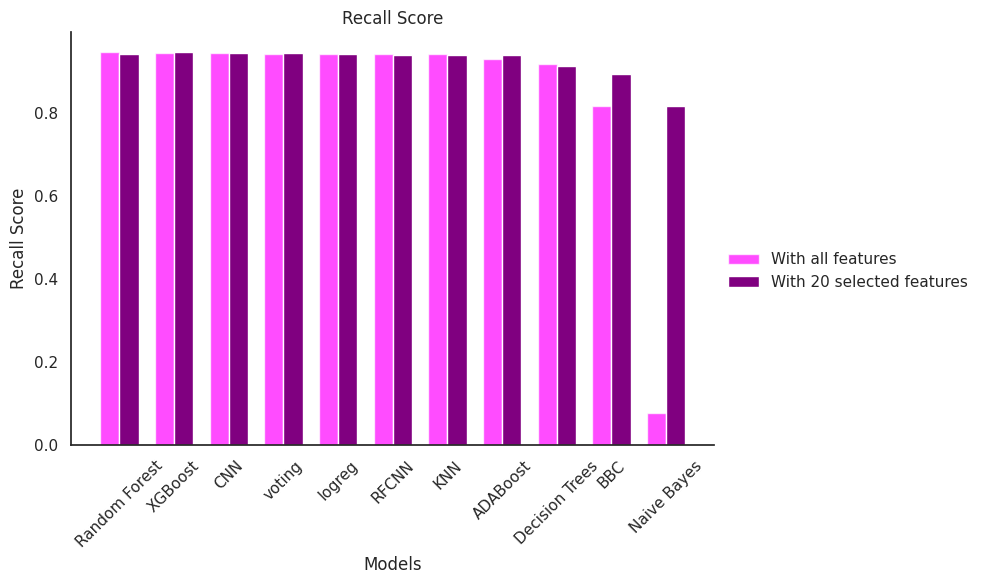 Recall Score
Recall Score
0.8
0.6
0.4
0.2
0.0
With all features
With 20 selected features
Random Forest
XGBoost
CNN
voting
logreg
RFCNN
KNN
ADABoost
Decision Trees
BBC
Naive Bayes
Models